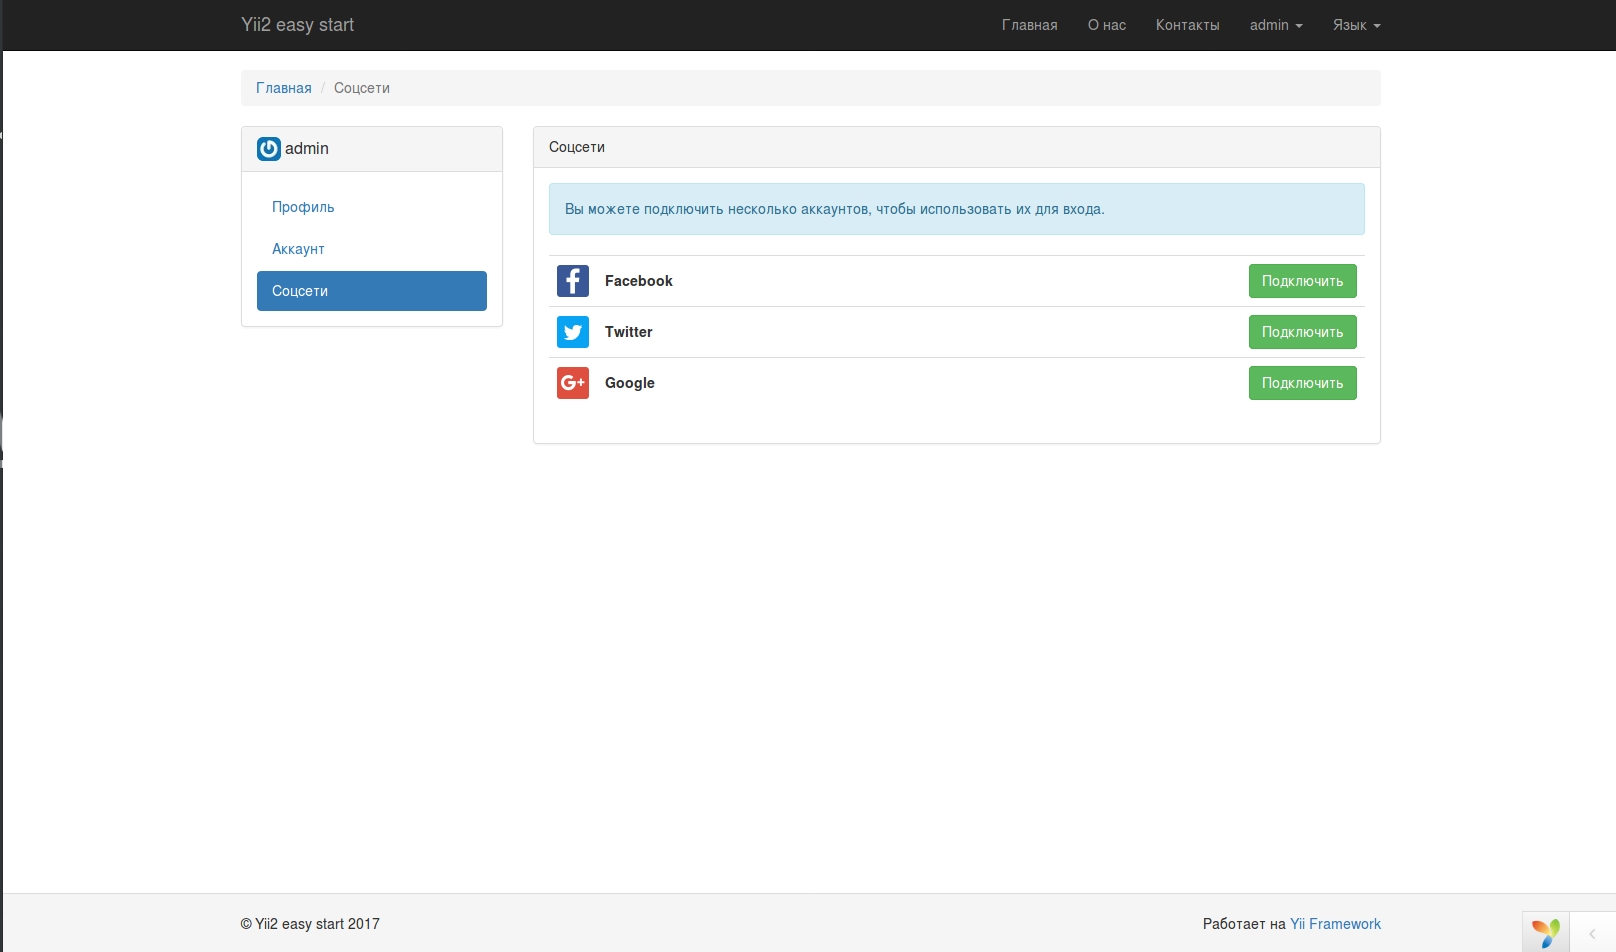 Yii2 easy start
Главная О нас Контакты admin Язык
Главная / Соцсети
admin
Профиль
Аккаунт
Соцсети
Соцсети
Вы можете подключить несколько аккаунтов, чтобы использовать их для входа.
Facebook Подключить
Twitter Подключить
G+ Google Подключить
© Yii2 easy start 2017
Работает на Yii Framework